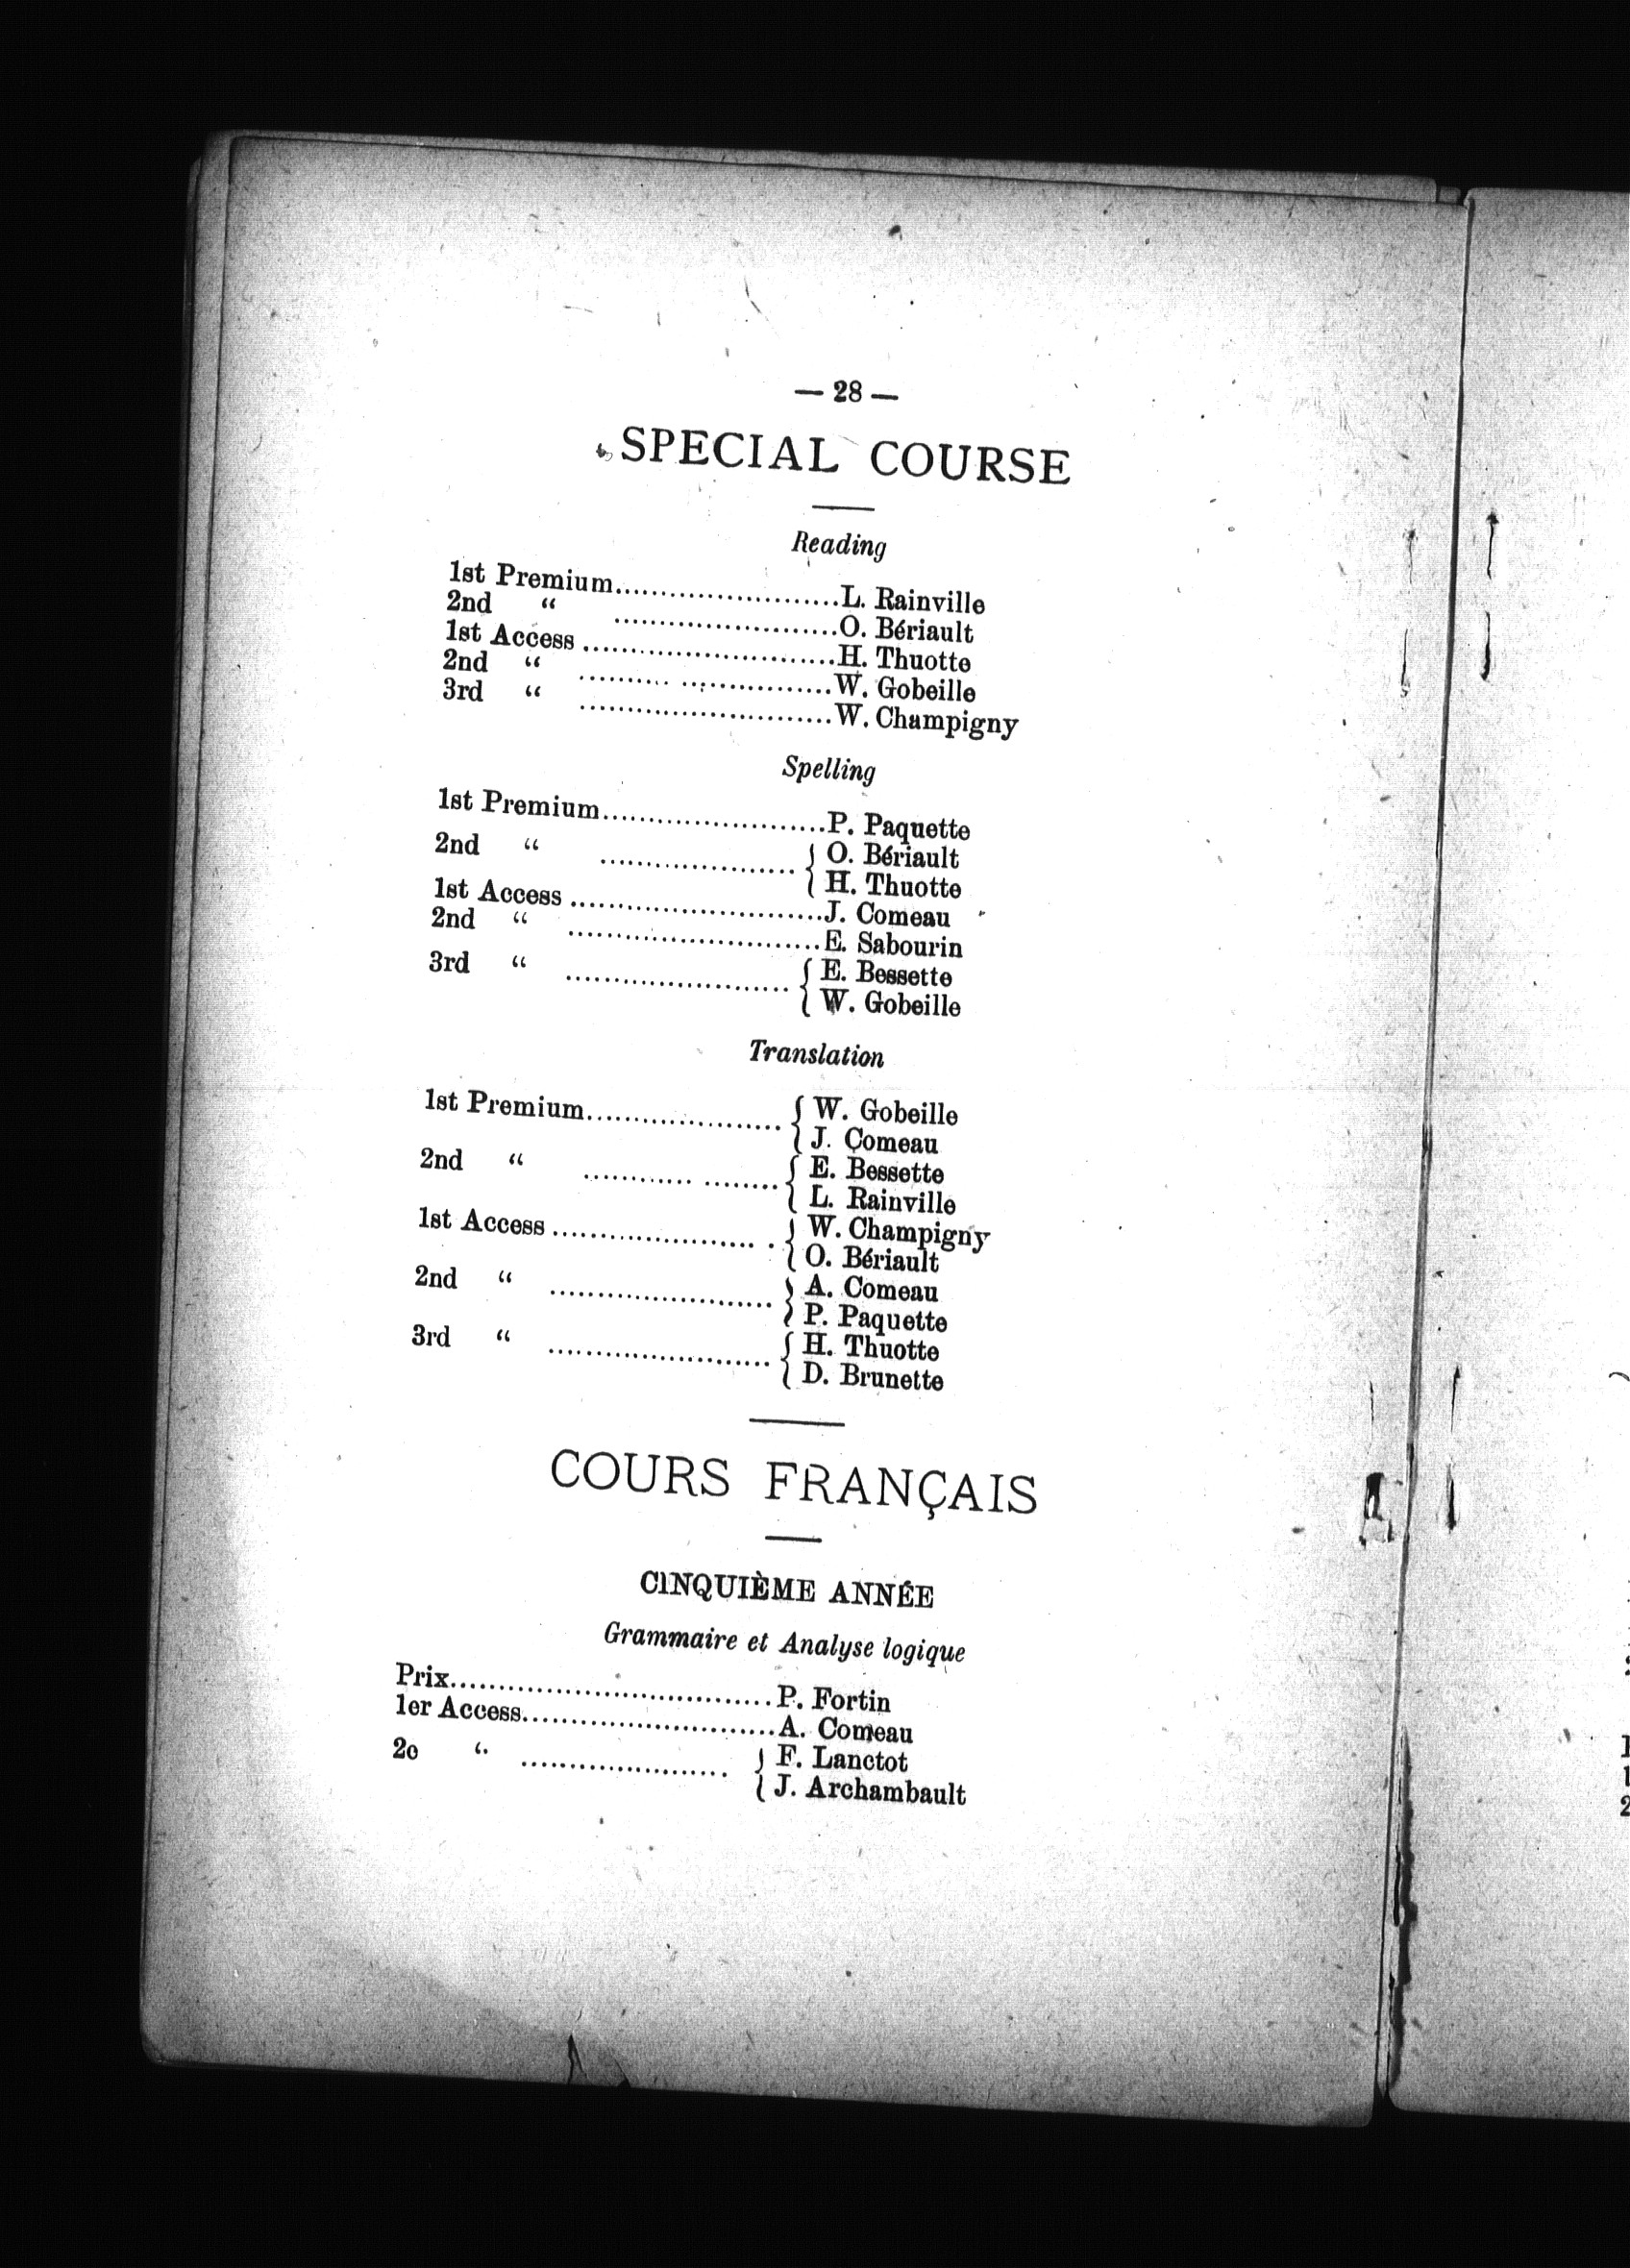 — 28 —
SPECIAL COURSE
Reading
1st Premium........................L. Rainville
2nd “ ........................O. Bériault
1st Access ...........................H. Thuotte
2nd “ ...........................W. Gobeille
3rd “ ...........................W. Champigny
Spelling
1st Premium........................P. Paquette
2nd “ ..................... { O. Bériault
{ H. Thuotte
1st Access ...........................J. Comeau
2nd “ ...........................E. Sabourin
3rd “ ........................ { E. Bessette
{ W. Gobeille
Translation
1st Premium..................... { W. Gobeille
{ J. Comeau
2nd “ ..................... { E. Bessette
{ L. Rainville
1st Access ...................... . { W. Champigny
{ O. Bériault
2nd “ ........................ { A. Comeau
{ P. Paquette
3rd “ ........................ { H. Thuotte
{ D. Brunette
COURS FRANÇAIS
CINQUIÈME ANNÉE
Grammaire et Analyse logique
Prix..................................P. Fortin
1er Access...........................A. Comeau
2e “ ...................... { F. Lanctot
{ J. Archambault